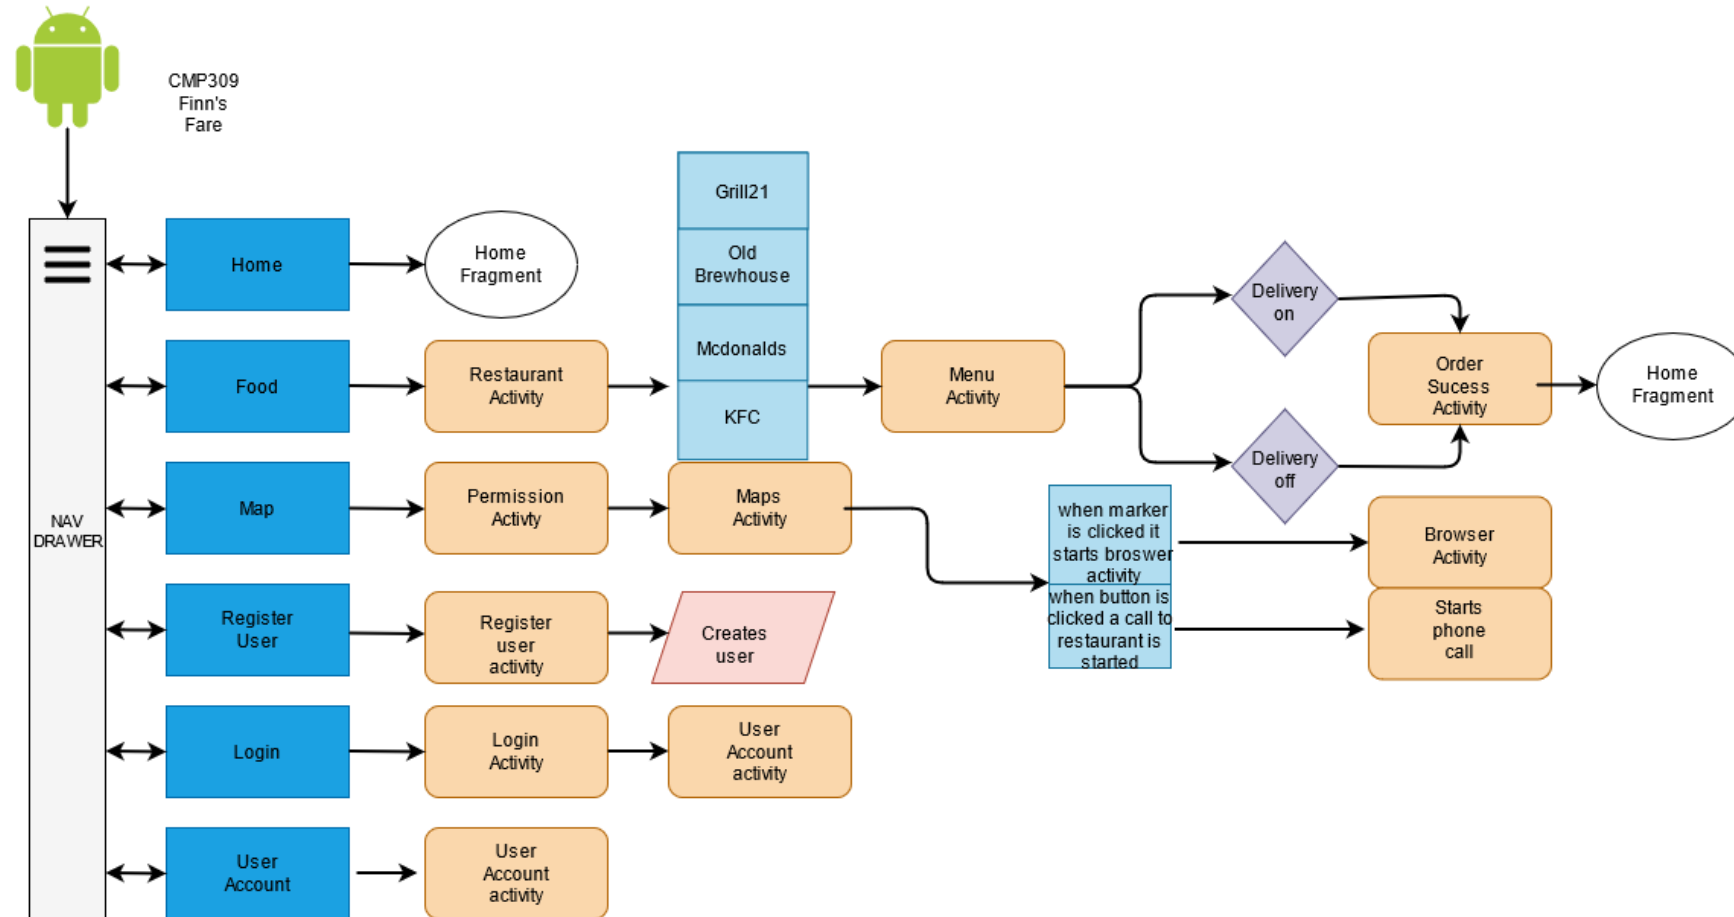 CMP309
Finn's
Fare
NAV
DRAWER
Home
Home
Fragment
Food
Restaurant
Activity
Grill21
Old
Brewhouse
Mcdonalds
KFC
Menu
Activity
Delivery
on
Delivery
off
Order
Sucess
Activity
Home
Fragment
Map
Permission
Activty
Maps
Activity
when marker
is clicked it
starts broswer
activity
when button is
clicked a call to
restaurant is
started
Browser
Activity
Starts
phone
call
Register
User
Register
user
activity
Creates
user
Login
Login
Activity
User
Account
activity
User
Account
User
Account
activity